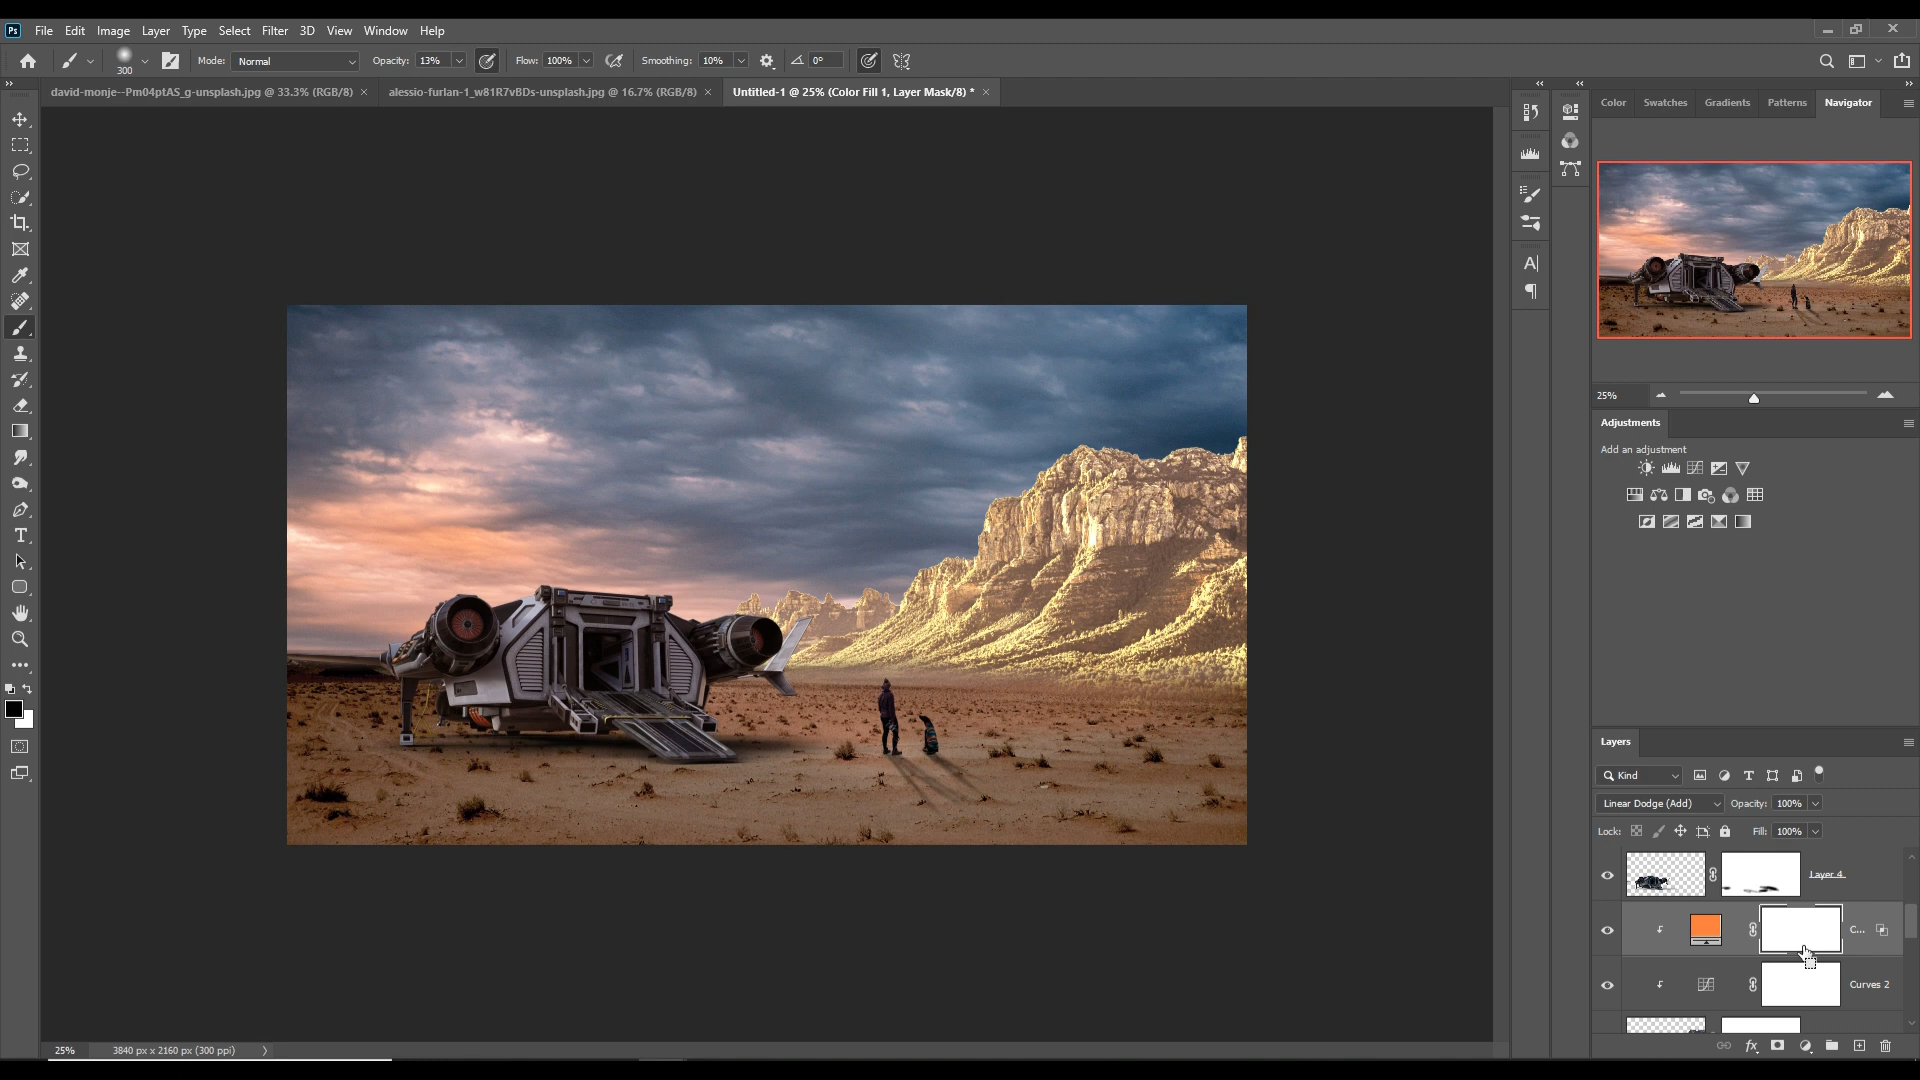 Ps File Edit Image Layer Type Select Filter 3D View Window Help
300 Mode: Normal Opacity: 13% Flow: 100% Smoothing: 10% 0°
david-monje--Pm04ptAS_g-unsplash.jpg @ 33.3% (RGB/8) × alessio-furlan-1_w81R7vBDs-unsplash.jpg @ 16.7% (RGB/8) × Untitled-1 @ 25% (Color Fill 1, Layer Mask/8) * ×
Color Swatches Gradients Patterns Navigator
25%
Adjustments
Add an adjustment
Layers
Kind
Linear Dodge (Add) Opacity: 100%
Lock: Fill: 100%
Layer 4
C...
Curves 2
25% 3840 px x 2160 px (300 ppi)